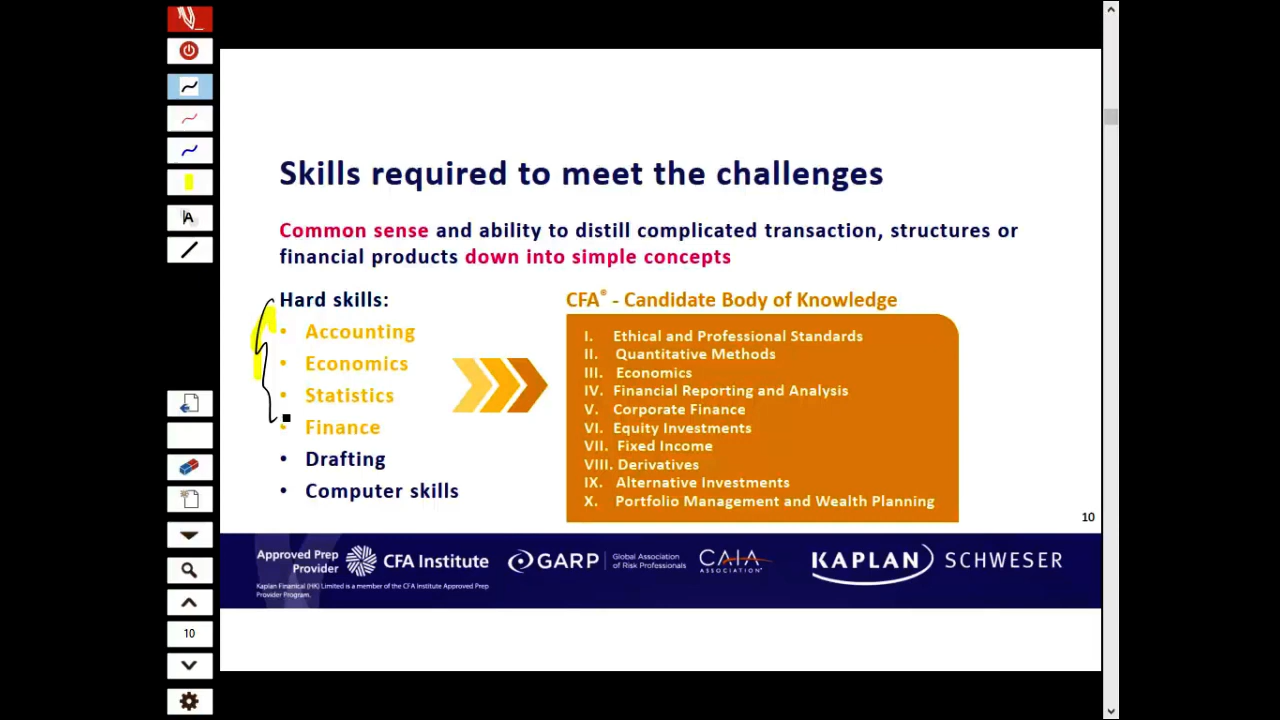 Skills required to meet the challenges
Common sense and ability to distill complicated transaction, structures or
financial products down into simple concepts
Hard skills:
• Accounting
• Economics
• Statistics
• Finance
• Drafting
• Computer skills
CFA® - Candidate Body of Knowledge
I. Ethical and Professional Standards
II. Quantitative Methods
III. Economics
IV. Financial Reporting and Analysis
V. Corporate Finance
VI. Equity Investments
VII. Fixed Income
VIII. Derivatives
IX. Alternative Investments
X. Portfolio Management and Wealth Planning
10
Approved Prep
Provider
CFA Institute
Kaplan Finanical (HK) Limited is a member of the CFA Institute Approved Prep
Provider Program.
GARP
Global Association
of Risk Professionals
CAIA
ASSOCIATION
KAPLAN SCHWESER
A
10